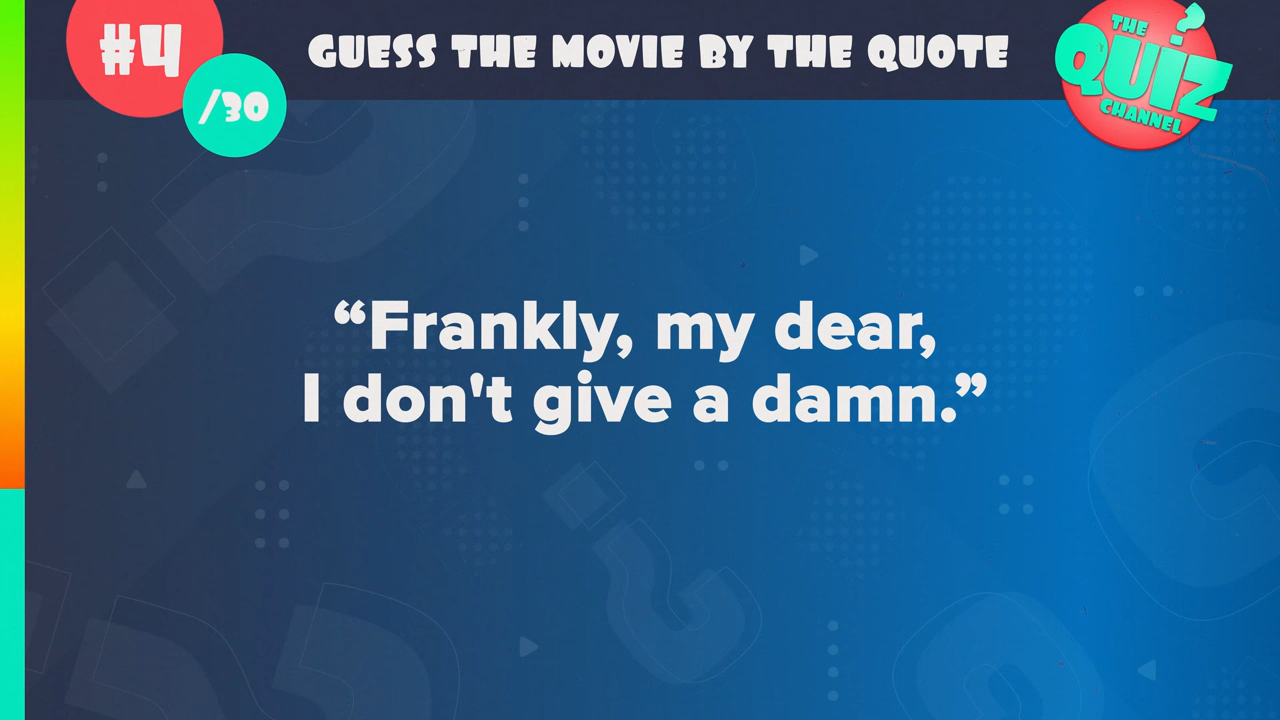 #4
/30
GUESS THE MOVIE BY THE QUOTE
THE
QUIZ
CHANNEL
“Frankly, my dear,
I don't give a damn.”